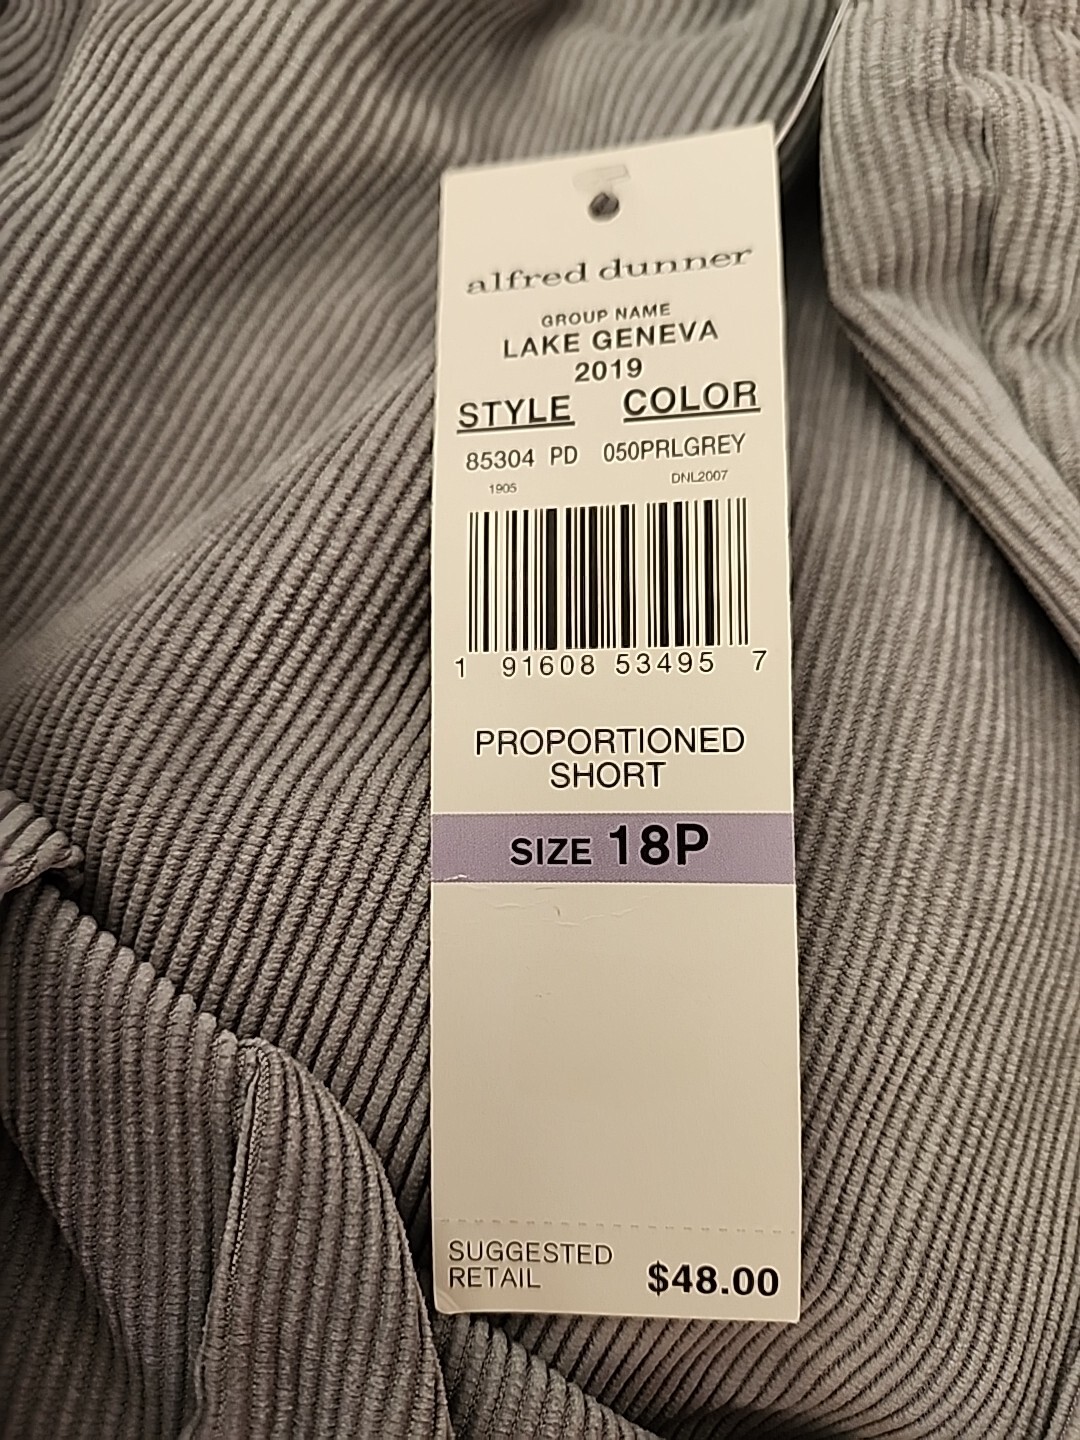 alfred dunner
GROUP NAME
LAKE GENEVA
2019
STYLE COLOR
85304 PD 050PRLGREY
1905 DNL2007
1 91608 53495 7
PROPORTIONED
SHORT
SIZE 18P
SUGGESTED
RETAIL $48.00